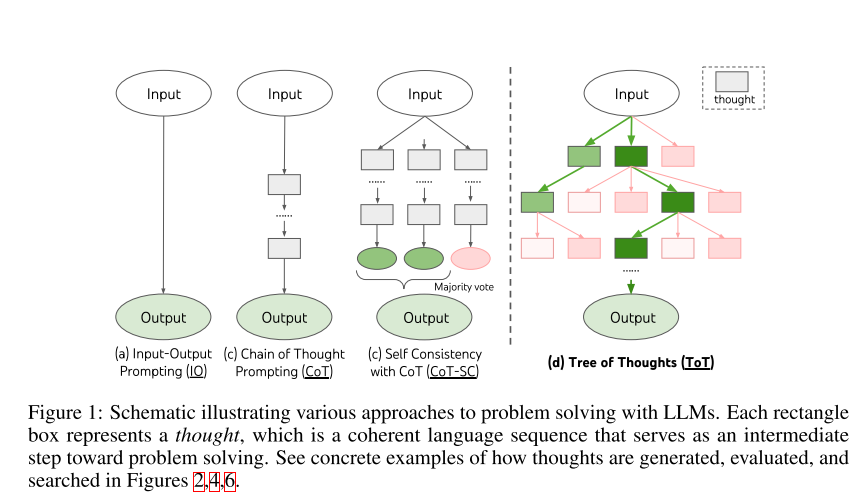 Input
Input
Input
Input
thought
......
......
......
......
......
Majority vote
Output
Output
Output
Output
(a) Input-Output
Prompting (IO)
(c) Chain of Thought
Prompting (CoT)
(c) Self Consistency
with CoT (CoT-SC)
(d) Tree of Thoughts (ToT)
Figure 1: Schematic illustrating various approaches to problem solving with LLMs. Each rectangle
box represents a thought, which is a coherent language sequence that serves as an intermediate
step toward problem solving. See concrete examples of how thoughts are generated, evaluated, and
searched in Figures 2,4,6.